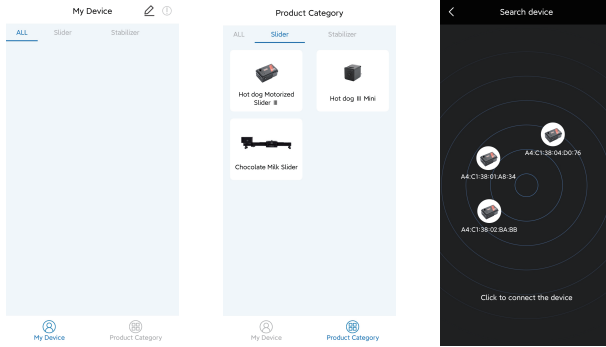 My Device
ALL
Slider
Stabilizer
My Device
Product Category
Product Category
ALL
Slider
Stabilizer
Hot dog Motorized
Slider Ⅲ
Hot dog Ⅲ Mini
Chocolate Milk Slider
My Device
Product Category
Search device
A4:C1:38:04:D0:76
A4:C1:38:01:A8:34
A4:C1:38:02:BA:BB
Click to connect the device